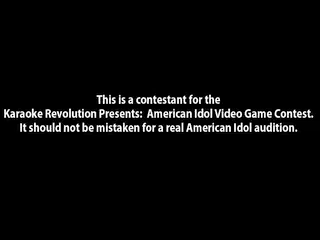 This is a contestant for the
Karaoke Revolution Presents: American Idol Video Game Contest.
It should not be mistaken for a real American Idol audition.